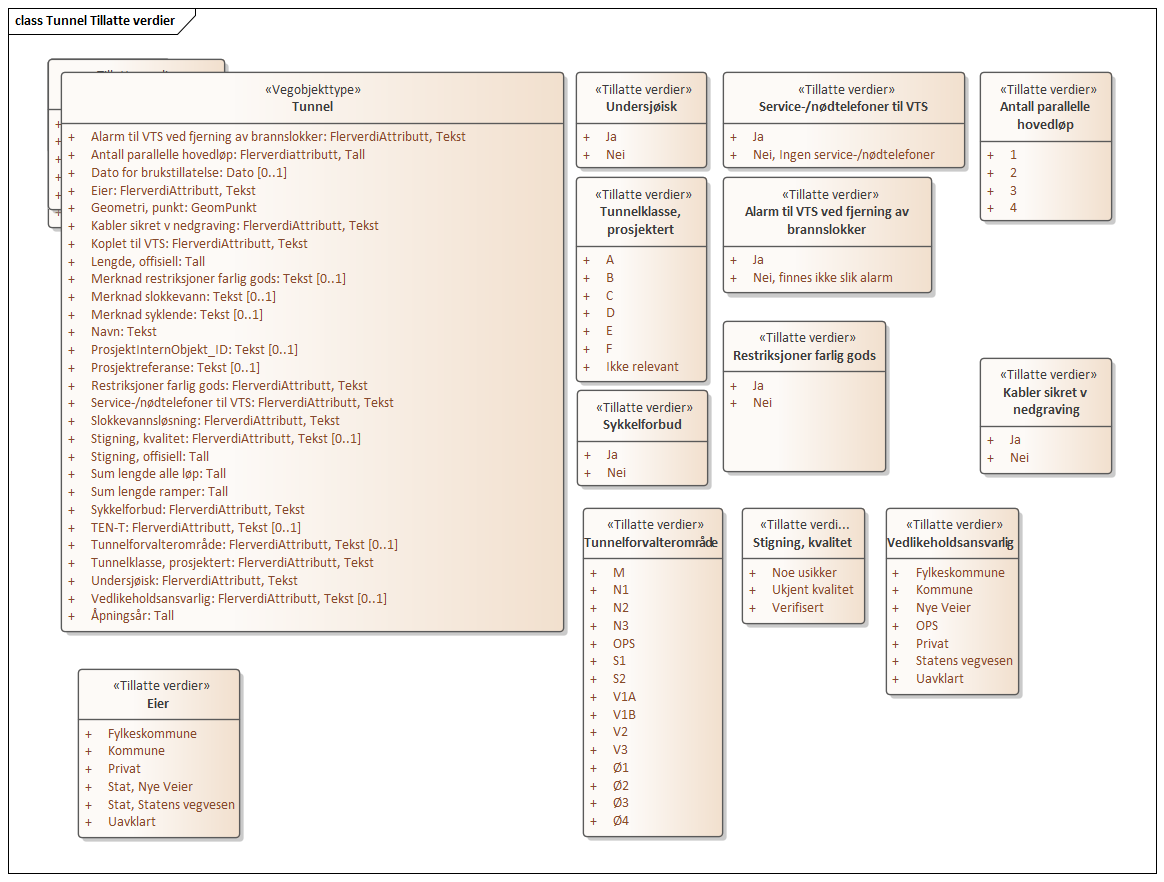 class Tunnel Tillatte verdier
«Vegobjekttype»
Tunnel
+ Alarm til VTS ved fjerning av brannslokker: FlerverdiAttributt, Tekst
+ Antall parallelle hovedløp: Flerverdiattributt, Tall
+ Dato for brukstillatelse: Dato [0..1]
+ Eier: FlerverdiAttributt, Tekst
+ Geometri, punkt: GeomPunkt
+ Kabler sikret v nedgraving: FlerverdiAttributt, Tekst
+ Koplet til VTS: FlerverdiAttributt, Tekst
+ Lengde, offisiell: Tall
+ Merknad restriksjoner farlig gods: Tekst [0..1]
+ Merknad slokkevann: Tekst [0..1]
+ Merknad syklende: Tekst [0..1]
+ Navn: Tekst
+ ProsjektInternObjekt_ID: Tekst [0..1]
+ Prosjektreferanse: Tekst [0..1]
+ Restriksjoner farlig gods: FlerverdiAttributt, Tekst
+ Service-/nødtelefoner til VTS: FlerverdiAttributt, Tekst
+ Slokkevannsløsning: FlerverdiAttributt, Tekst
+ Stigning, kvalitet: FlerverdiAttributt, Tekst [0..1]
+ Stigning, offisiell: Tall
+ Sum lengde alle løp: Tall
+ Sum lengde ramper: Tall
+ Sykkelforbud: FlerverdiAttributt, Tekst
+ TEN-T: FlerverdiAttributt, Tekst [0..1]
+ Tunnelforvalterområde: FlerverdiAttributt, Tekst [0..1]
+ Tunnelklasse, prosjektert: FlerverdiAttributt, Tekst
+ Undersjøisk: FlerverdiAttributt, Tekst
+ Vedlikeholdsansvarlig: FlerverdiAttributt, Tekst [0..1]
+ Åpningsår: Tall
«Tillatte verdier»
Undersjøisk
+ Ja
+ Nei
«Tillatte verdier»
Service-/nødtelefoner til VTS
+ Ja
+ Nei, Ingen service-/nødtelefoner
«Tillatte verdier»
Antall parallelle
hovedløp
+ 1
+ 2
+ 3
+ 4
«Tillatte verdier»
Tunnelklasse,
prosjektert
+ A
+ B
+ C
+ D
+ E
+ F
+ Ikke relevant
«Tillatte verdier»
Alarm til VTS ved fjerning av
brannslokker
+ Ja
+ Nei, finnes ikke slik alarm
«Tillatte verdier»
Restriksjoner farlig gods
+ Ja
+ Nei
«Tillatte verdier»
Kabler sikret v
nedgraving
+ Ja
+ Nei
«Tillatte verdier»
Sykkelforbud
+ Ja
+ Nei
«Tillatte verdier»
Tunnelforvalterområde
+ M
+ N1
+ N2
+ N3
+ OPS
+ S1
+ S2
+ V1A
+ V1B
+ V2
+ V3
+ Ø1
+ Ø2
+ Ø3
+ Ø4
«Tillatte verdi...
Stigning, kvalitet
+ Noe usikker
+ Ukjent kvalitet
+ Verifisert
«Tillatte verdier»
Vedlikeholdsansvarlig
+ Fylkeskommune
+ Kommune
+ Nye Veier
+ OPS
+ Privat
+ Statens vegvesen
+ Uavklart
«Tillatte verdier»
Eier
+ Fylkeskommune
+ Kommune
+ Privat
+ Stat, Nye Veier
+ Stat, Statens vegvesen
+ Uavklart